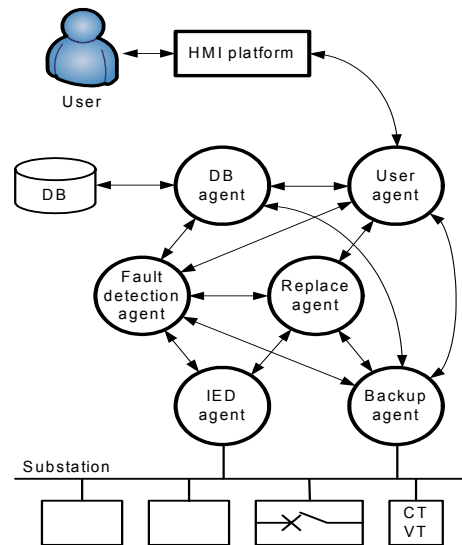 HMI platform
User
DB
agent
User
agent
DB
Fault
detection
agent
Replace
agent
IED
agent
Backup
agent
Substation
CT
VT